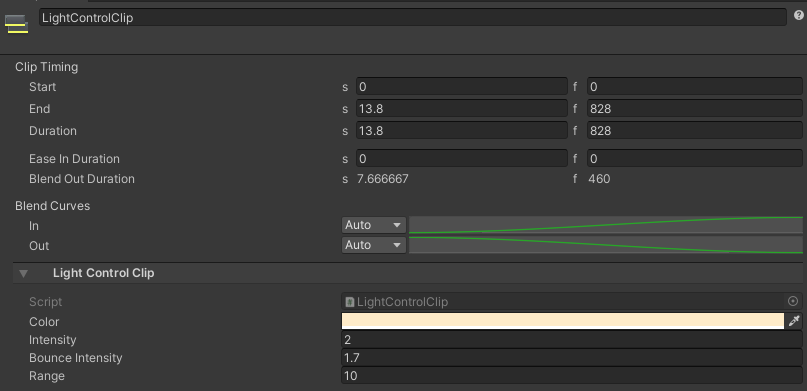 LightControlClip
Clip Timing
Start s 0 f 0
End s 13.8 f 828
Duration s 13.8 f 828
Ease In Duration s 0 f 0
Blend Out Duration s 7.666667 f 460
Blend Curves
In Auto
Out Auto
Light Control Clip
Script # LightControlClip
Color
Intensity 2
Bounce Intensity 1.7
Range 10